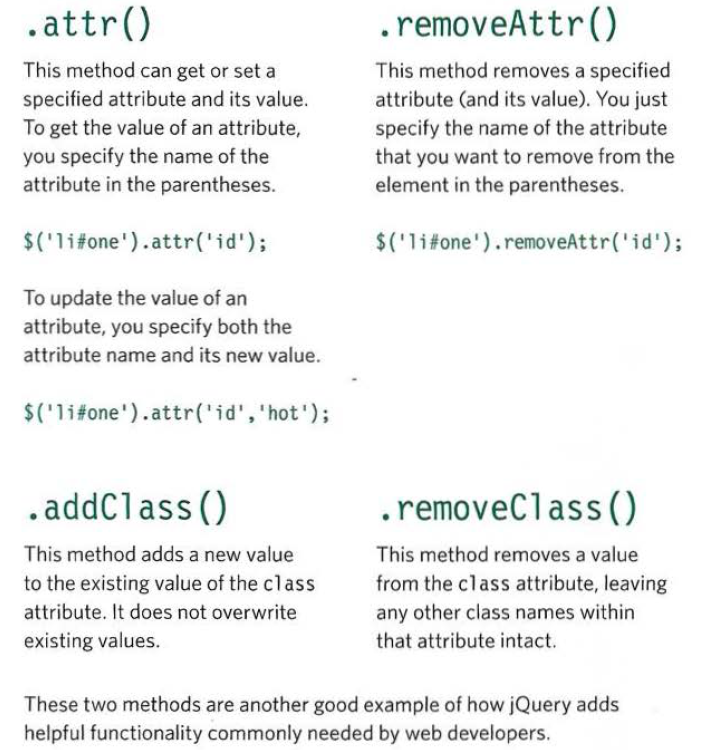 .attr()
This method can get or set a
specified attribute and its value.
To get the value of an attribute,
you specify the name of the
attribute in the parentheses.
$('li#one').attr('id');
To update the value of an
attribute, you specify both the
attribute name and its new value.
$('li#one').attr('id','hot');
.removeAttr()
This method removes a specified
attribute (and its value). You just
specify the name of the attribute
that you want to remove from the
element in the parentheses.
$('li#one').removeAttr('id');
.addClass()
This method adds a new value
to the existing value of the class
attribute. It does not overwrite
existing values.
.removeClass()
This method removes a value
from the class attribute, leaving
any other class names within
that attribute intact.
These two methods are another good example of how jQuery adds
helpful functionality commonly needed by web developers.